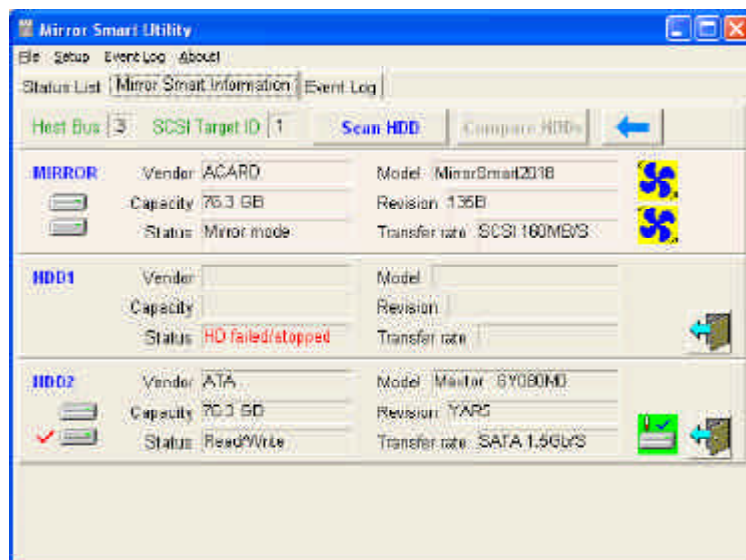 Mirror Smart Utility
File Setup Event Log About!
Status List Mirror Smart Information Event Log
Host Bus 3 SCSI Target ID 1 Scan HDD Compare HDDs
MIRROR Vendor ACARD Model MirrorSmart2018
Capacity 76.3 GB Revision 135B
Status Mirror mode Transfer rate SCSI 160MB/S
HDD1 Vendor Model
Capacity Revision
Status HD failed/stopped Transfer rate
HDD2 Vendor ATA Model Maxtor 6Y080M0
Capacity 76.3 GB Revision YAR5
Status Read/Write Transfer rate SATA 1.5Gb/S